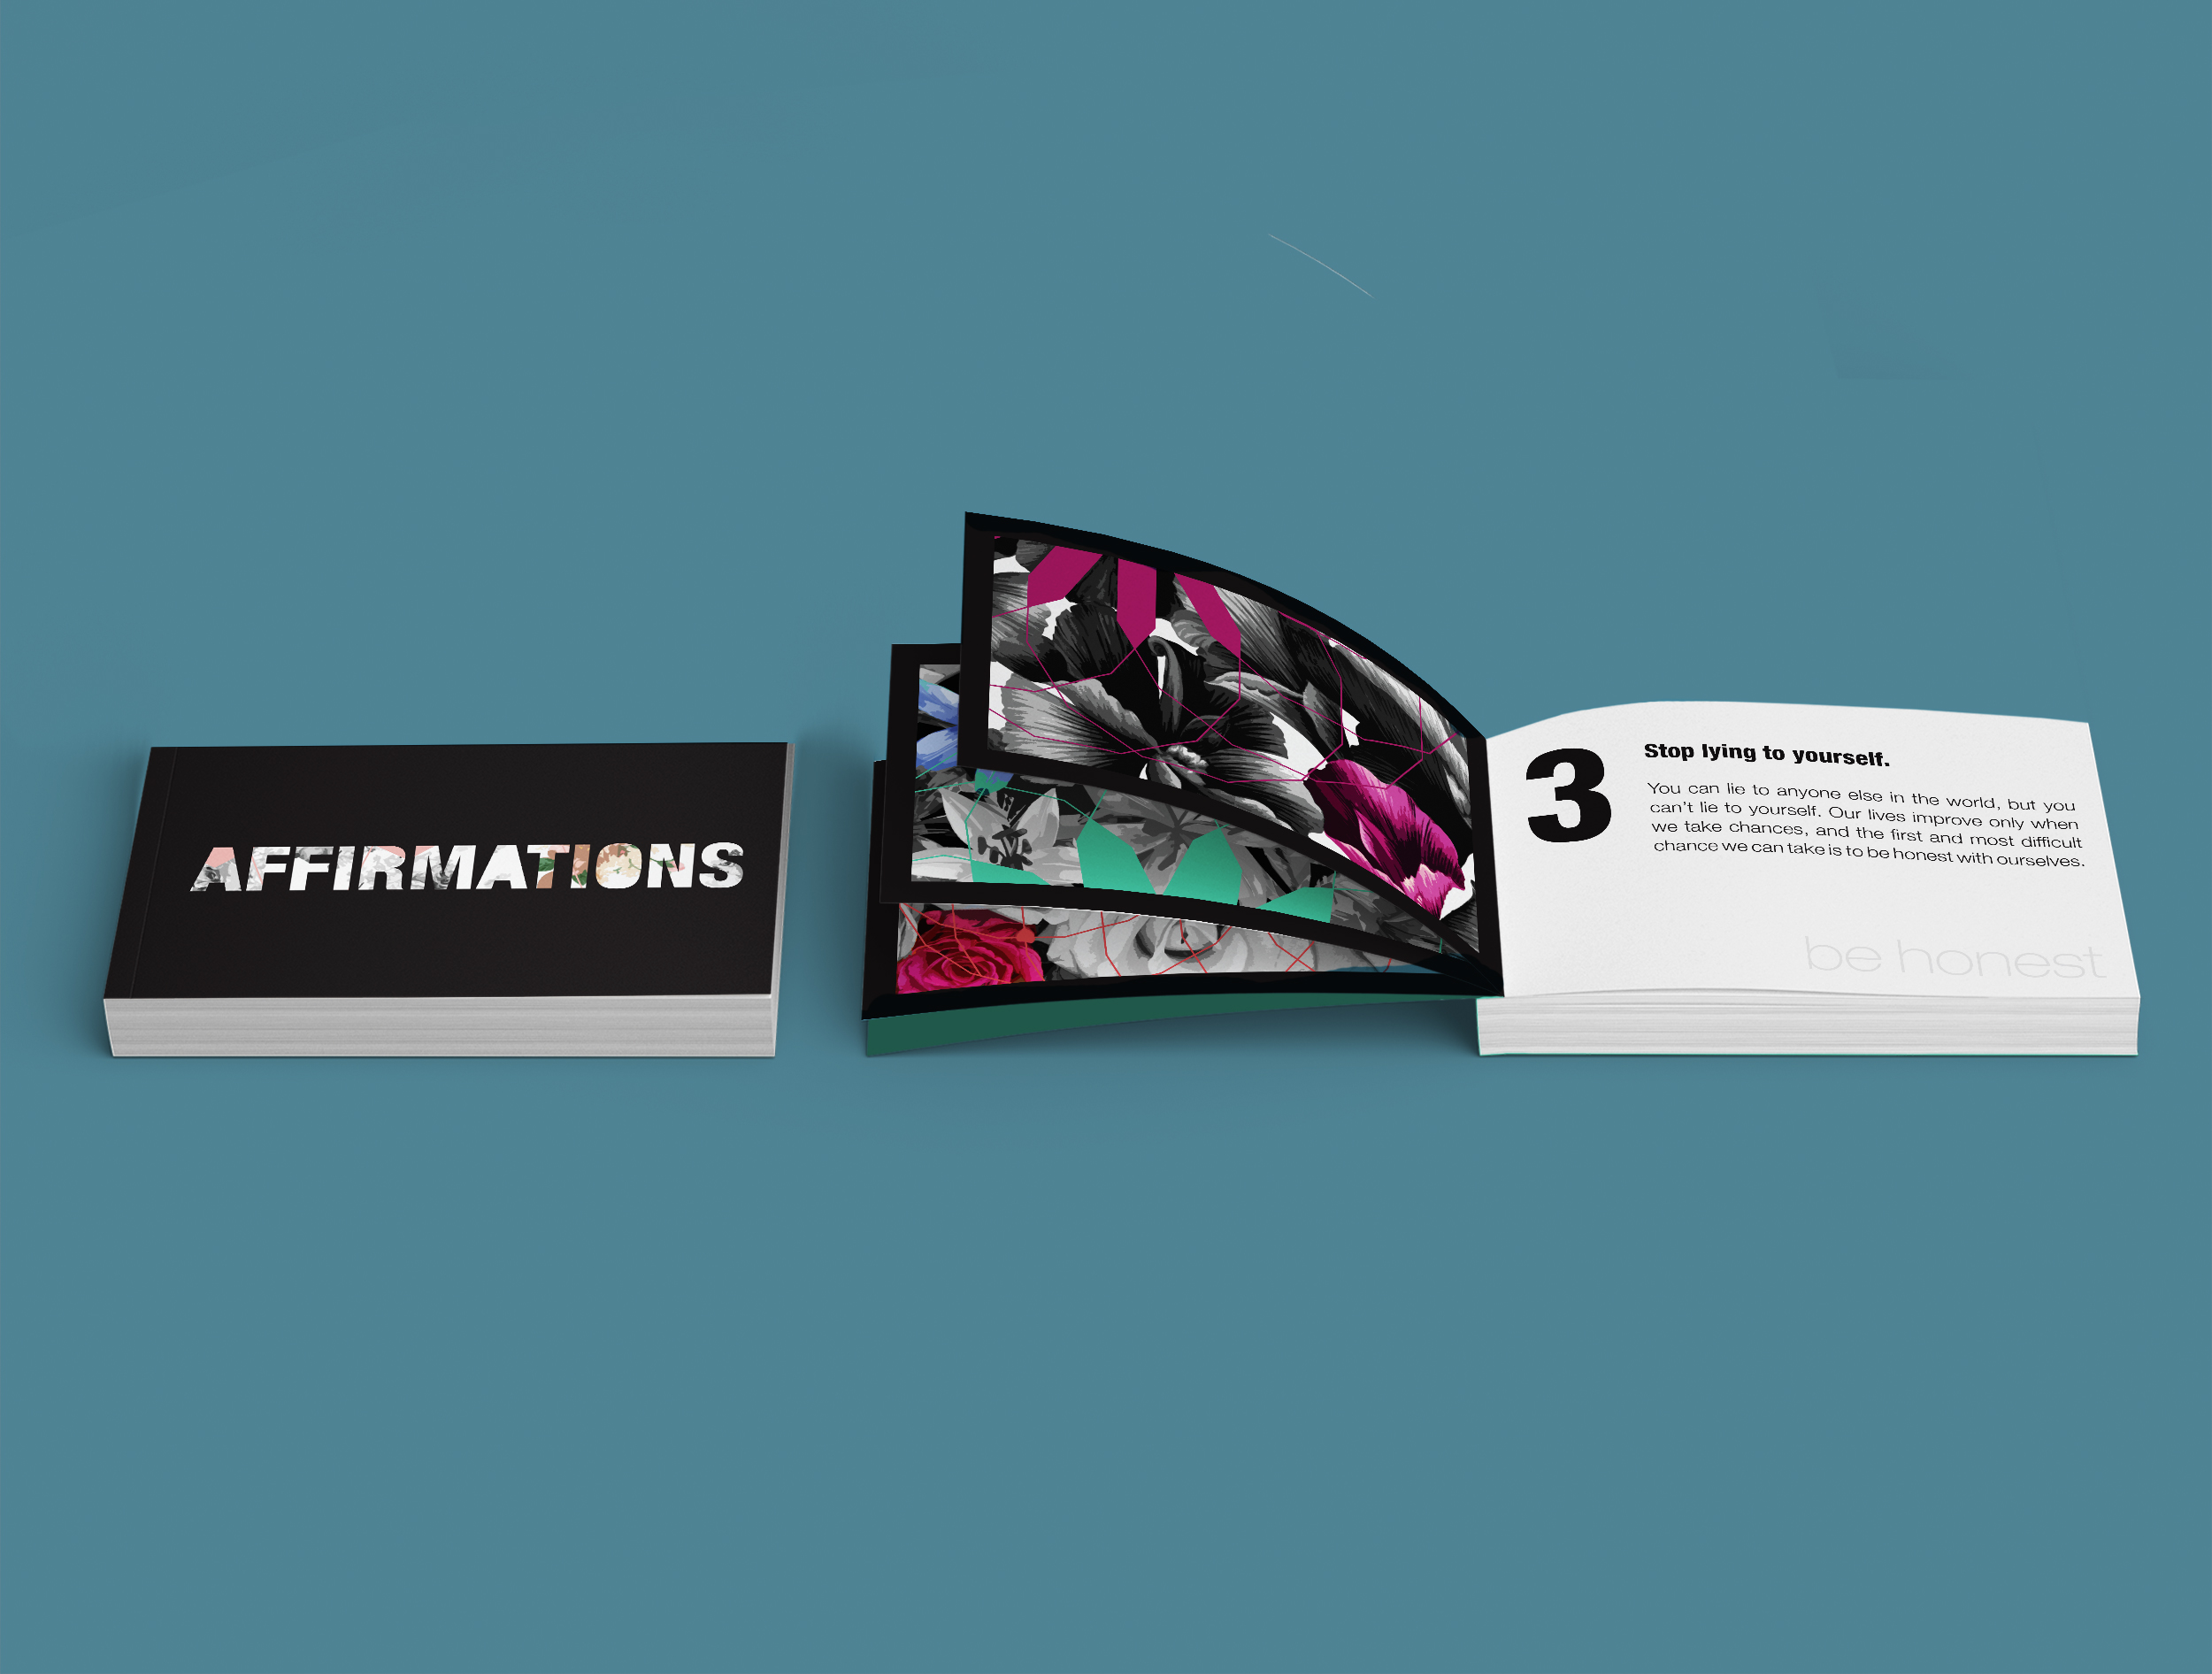 AFFIRMATIONS
3
Stop lying to yourself.
You can lie to anyone else in the world, but you
can't lie to yourself. Our lives improve only when
we take chances, and the first and most difficult
chance we can take is to be honest with ourselves.
be honest